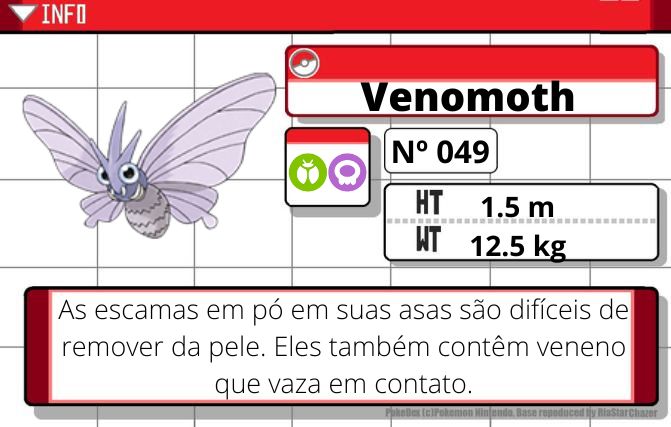 INFO
Venomoth
Nº 049
HT 1.5 m
WT 12.5 kg
As escamas em pó em suas asas são difíceis de
remover da pele. Eles também contêm veneno
que vaza em contato.
PokeDex (c)Pokemon Nintendo. Base repoduced by RiaStarChazer